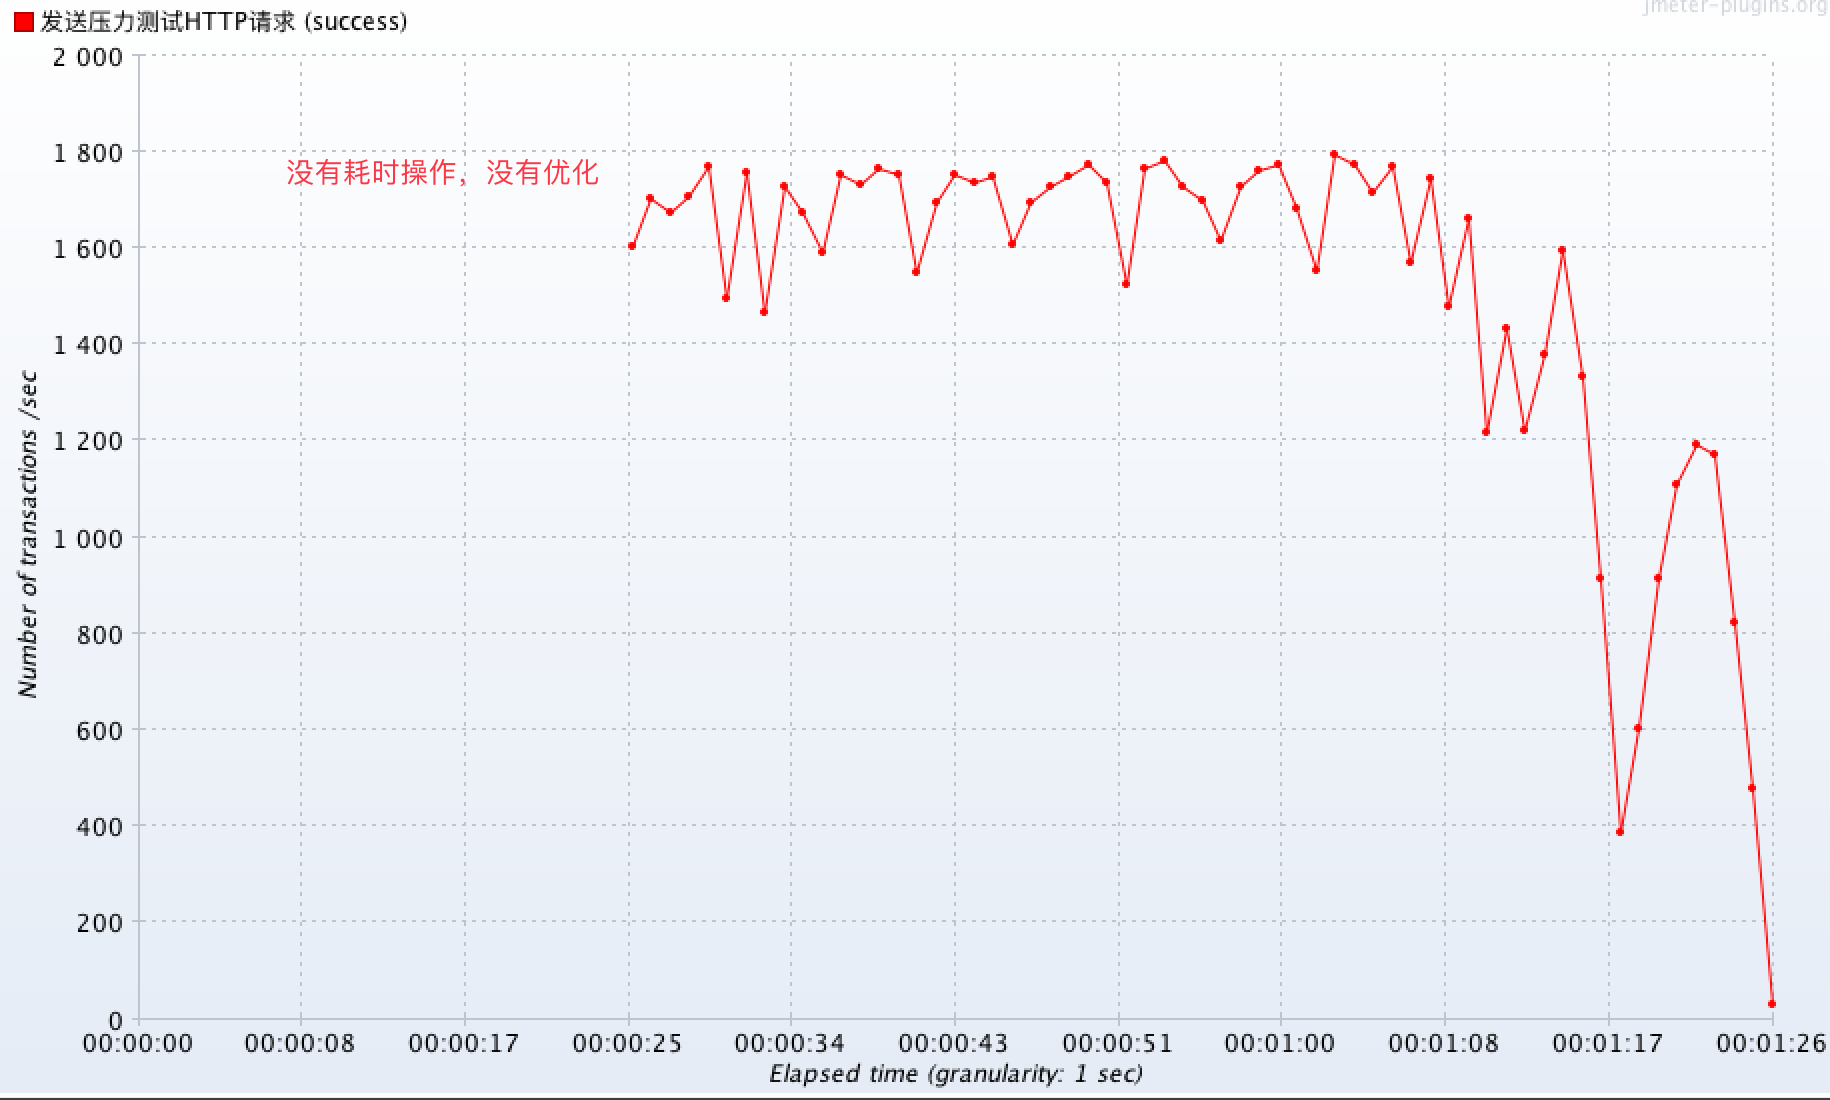 jmeter-plugins.org
发送压力测试HTTP请求 (success)
2 000
1 800
没有耗时操作，没有优化
1 600
1 400
1 200
1 000
800
600
400
200
0
Number of transactions /sec
00:00:00 00:00:08 00:00:17 00:00:25 00:00:34 00:00:43 00:00:51 00:01:00 00:01:08 00:01:17 00:01:26
Elapsed time (granularity: 1 sec)